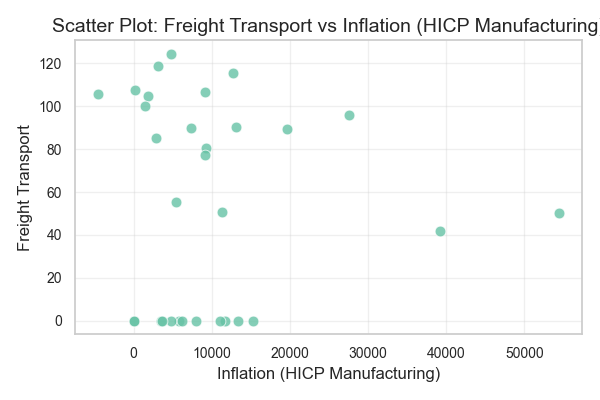 Scatter Plot: Freight Transport vs Inflation (HICP Manufacturing
120
100
80
60
40
20
0
Freight Transport
0 10000 20000 30000 40000 50000
Inflation (HICP Manufacturing)